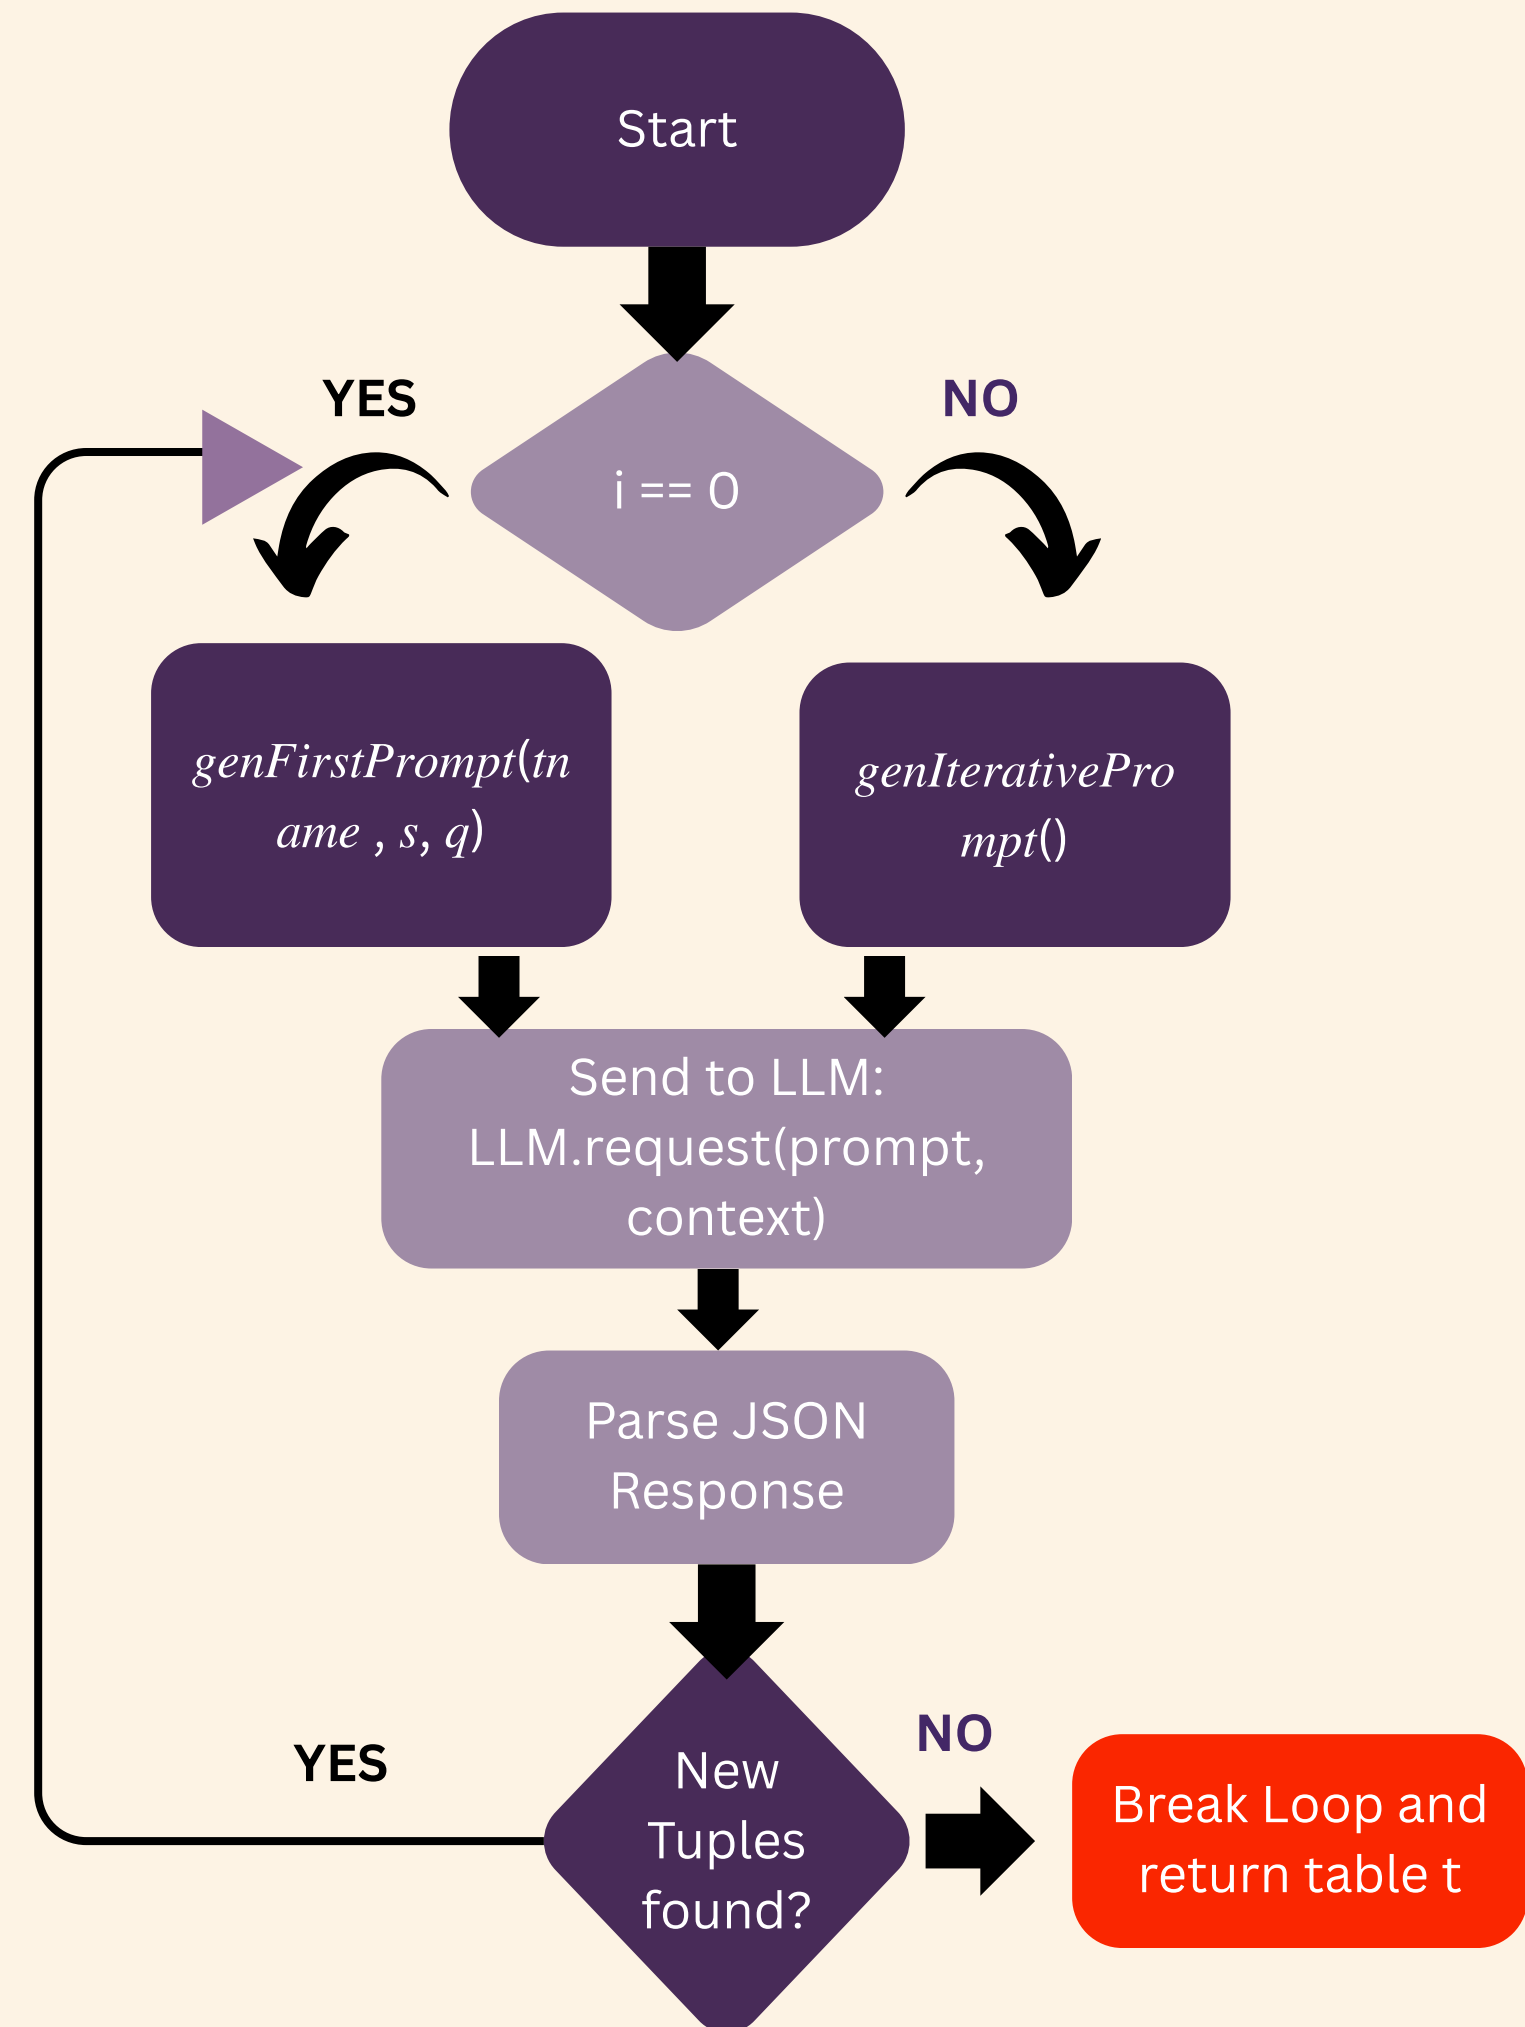 Start
YES
NO
i == 0
genFirstPrompt(tn
ame , s, q)
genIterativePro
mpt()
Send to LLM:
LLM.request(prompt,
context)
Parse JSON
Response
YES
NO
New
Tuples
found?
Break Loop and
return table t